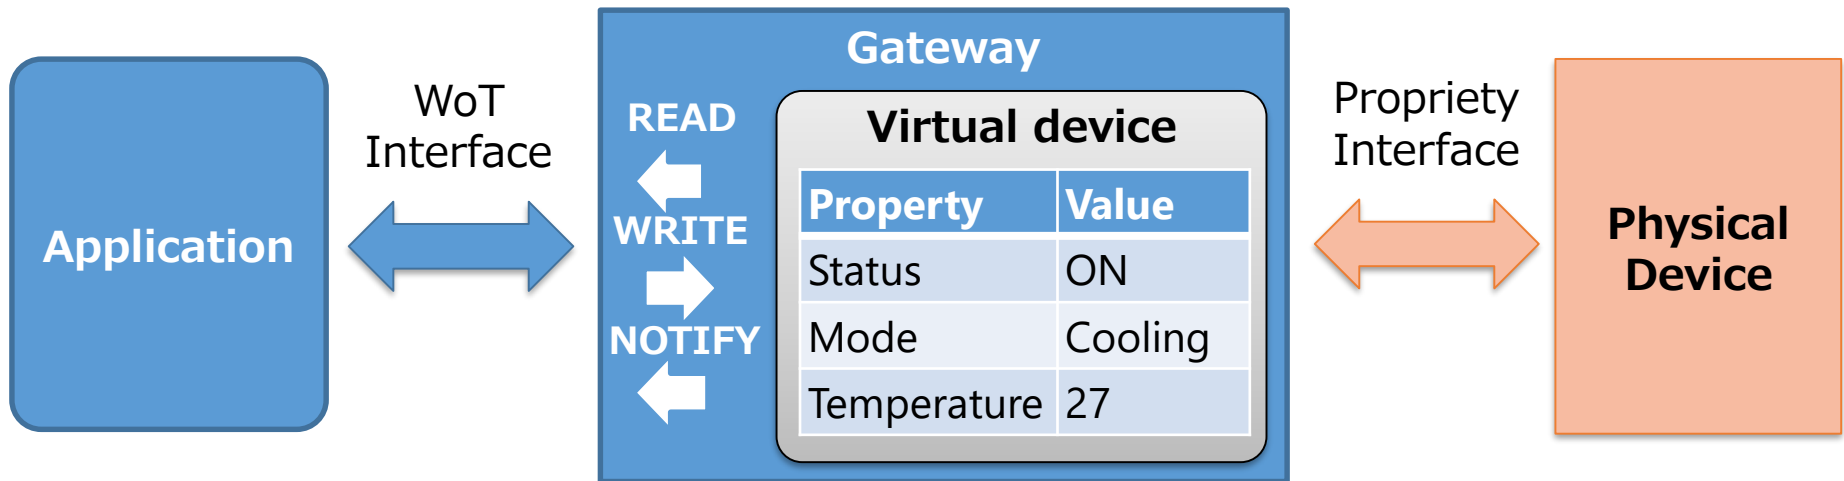 Application
WoT
Interface
Gateway
READ
WRITE
NOTIFY
Virtual device
Property Value
Status ON
Mode Cooling
Temperature 27
Propriety
Interface
Physical
Device